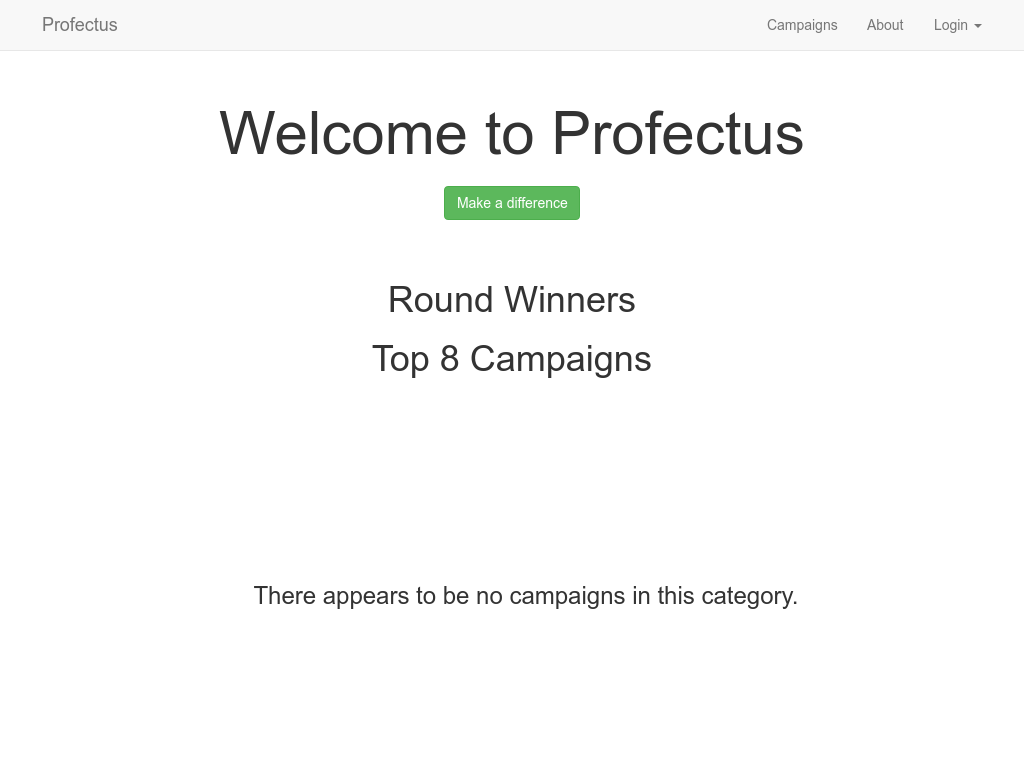 Profectus
Campaigns
About
Login
Welcome to Profectus
Make a difference
Round Winners
Top 8 Campaigns
There appears to be no campaigns in this category.